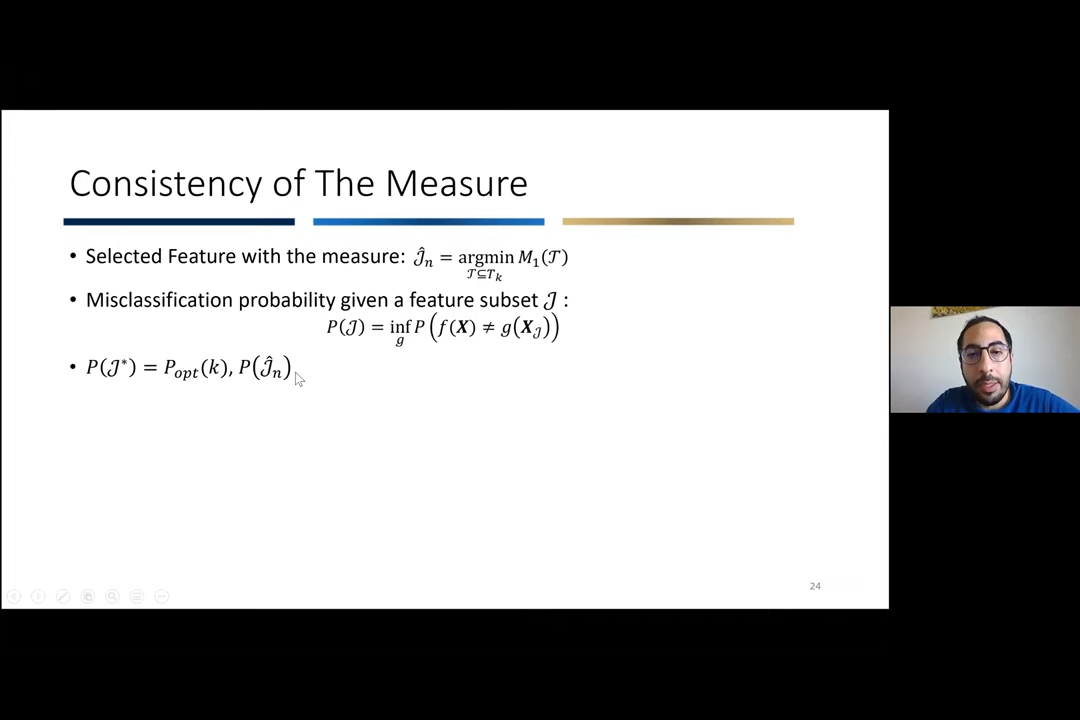 Consistency of The Measure
• Selected Feature with the measure: 𝒥̂ₙ = argmin M₁(𝒯)
𝒯⊆Tₖ
• Misclassification probability given a feature subset 𝒥 :
P(𝒥) = inf P(f(𝑿) ≠ g(𝑿_𝒥))
g
• P(𝒥*) = P_opt(k), P(𝒥̂ₙ)
24